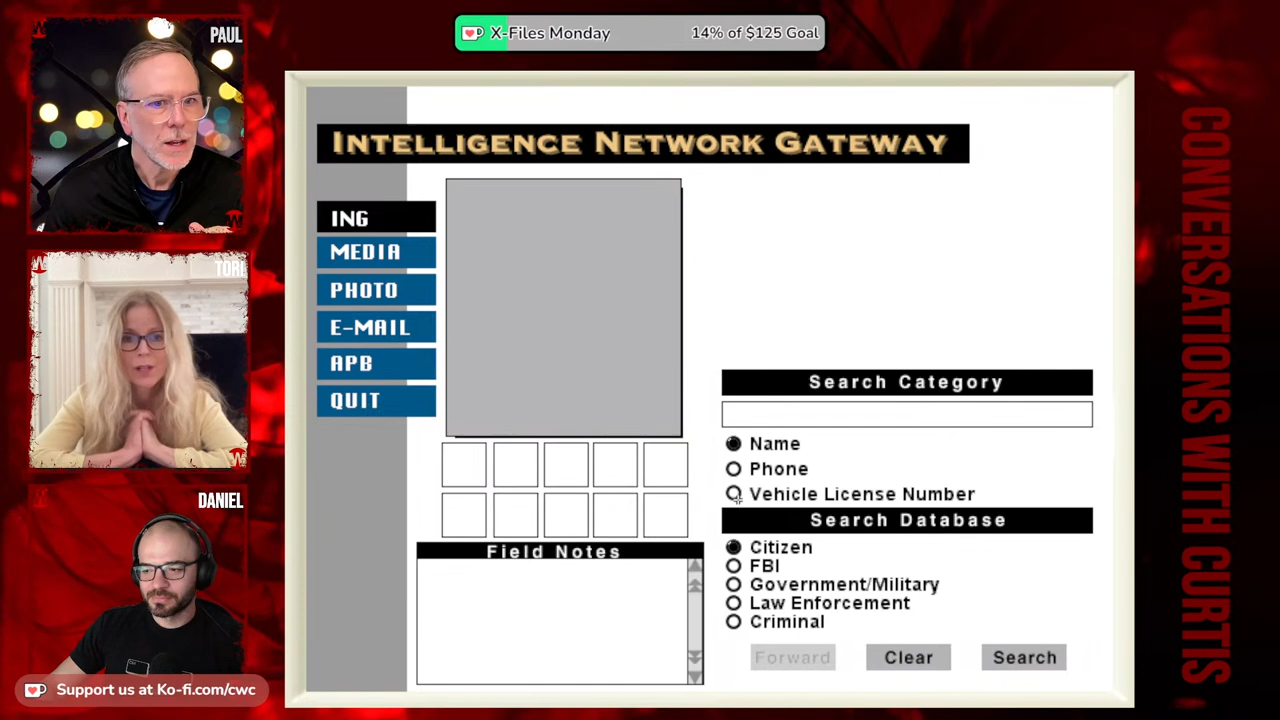 PAUL
TORI
DANIEL
Support us at Ko-fi.com/cwc
X-Files Monday
14% of $125 Goal
INTELLIGENCE NETWORK GATEWAY
ING
MEDIA
PHOTO
E-MAIL
APB
QUIT
Field Notes
Search Category
Name
Phone
Vehicle License Number
Search Database
Citizen
FBI
Government/Military
Law Enforcement
Criminal
Forward
Clear
Search
CONVERSATIONS WITH CURTIS